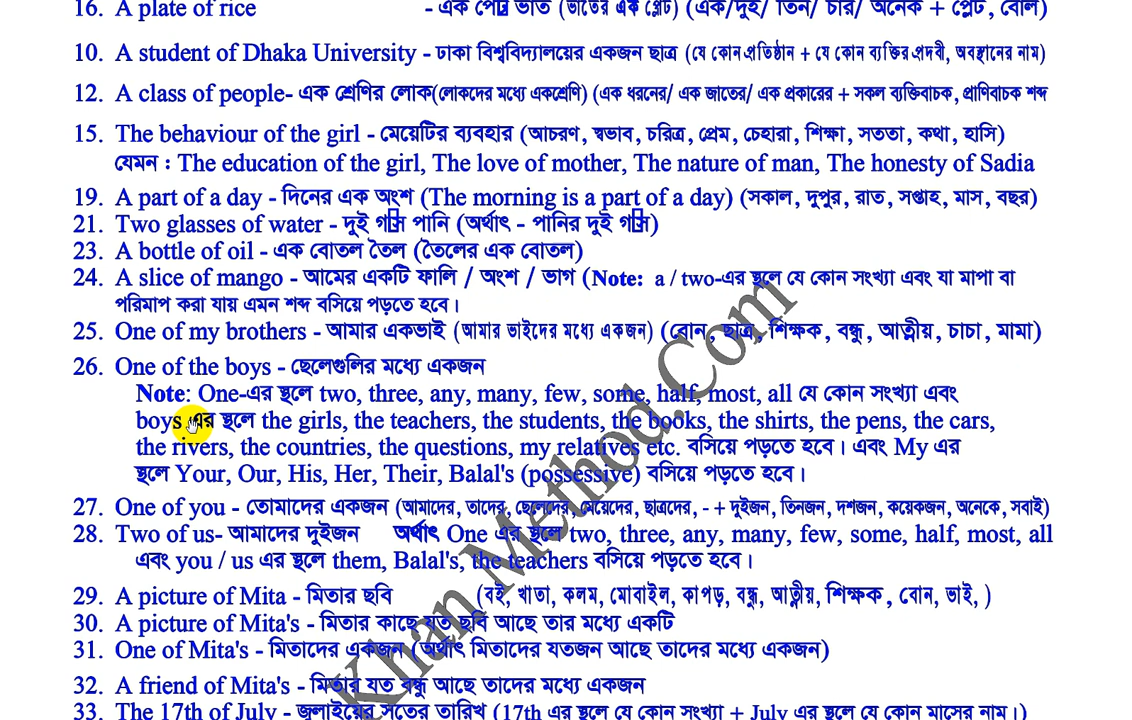 16. A plate of rice - এক পেট ভাত (ভাতের এক প্লেট) (এক/দুই/ তিন/ চার/ অনেক + প্লেট, বোল)
10. A student of Dhaka University - ঢাকা বিশ্ববিদ্যালয়ের একজন ছাত্র (যে কোন প্রতিষ্ঠান + যে কোন ব্যক্তির প্রদবী, অবস্থানের নাম)
12. A class of people- এক শ্রেণির লোক(লোকদের মধ্যে একশ্রেণি) (এক ধরনের/ এক জাতের/ এক প্রকারের + সকল ব্যক্তিবাচক, প্রাণিবাচক শব্দ
15. The behaviour of the girl - মেয়েটির ব্যবহার (আচরণ, স্বভাব, চরিত্র, প্রেম, চেহারা, শিক্ষা, সততা, কথা, হাসি)
যেমন : The education of the girl, The love of mother, The nature of man, The honesty of Sadia
19. A part of a day - দিনের এক অংশ (The morning is a part of a day) (সকাল, দুপুর, রাত, সপ্তাহ, মাস, বছর)
21. Two glasses of water - দুই পানি (অর্থাৎ - পানির দুই )
23. A bottle of oil - এক বোতল তৈল (তৈলের এক বোতল)
24. A slice of mango - আমের একটি ফালি / অংশ / ভাগ (Note: a / two-এর স্থলে যে কোন সংখ্যা এবং যা মাপা বা
পরিমাপ করা যায় এমন শব্দ বসিয়ে পড়তে হবে।
25. One of my brothers - আমার একভাই (আমার ভাইদের মধ্যে একজন) (বোন, ছাত্র, শিক্ষক, বন্ধু, আত্নীয়, চাচা, মামা)
26. One of the boys - ছেলেগুলির মধ্যে একজন
Note: One-এর স্থলে two, three, any, many, few, some, half, most, all যে কোন সংখ্যা এবং
boys এর স্থলে the girls, the teachers, the students, the books, the shirts, the pens, the cars,
the rivers, the countries, the questions, my relatives etc. বসিয়ে পড়তে হবে। এবং My এর
স্থলে Your, Our, His, Her, Their, Balal's (possessive) বসিয়ে পড়তে হবে।
27. One of you - তোমাদের একজন (আমাদের, তাদের, ছেলেদের, মেয়েদের, ছাত্রদের, - + দুইজন, তিনজন, দশজন, কয়েকজন, অনেকে, সবাই)
28. Two of us- আমাদের দুইজন অর্থাৎ One এর স্থলে two, three, any, many, few, some, half, most, all
এবং you / us এর স্থলে them, Balal's, the teachers বসিয়ে পড়তে হবে।
29. A picture of Mita - মিতার ছবি (বই, খাতা, কলম, মোবাইল, কাপড়, বন্ধু, আত্নীয়, শিক্ষক, বোন, ভাই, )
30. A picture of Mita's - মিতার কাছে যত ছবি আছে তার মধ্যে একটি
31. One of Mita's - মিতাদের একজন (অর্থাৎ মিতাদের যতজন আছে তাদের মধ্যে একজন)
32. A friend of Mita's - মিতার যত বন্ধু আছে তাদের মধ্যে একজন
33. The 17th of July - জুলাইয়ের সতের তারিখ (17th এর স্থলে যে কোন সংখ্যা + July এর স্থলে যে কোন মাসের নাম।)
Khan Method.Com